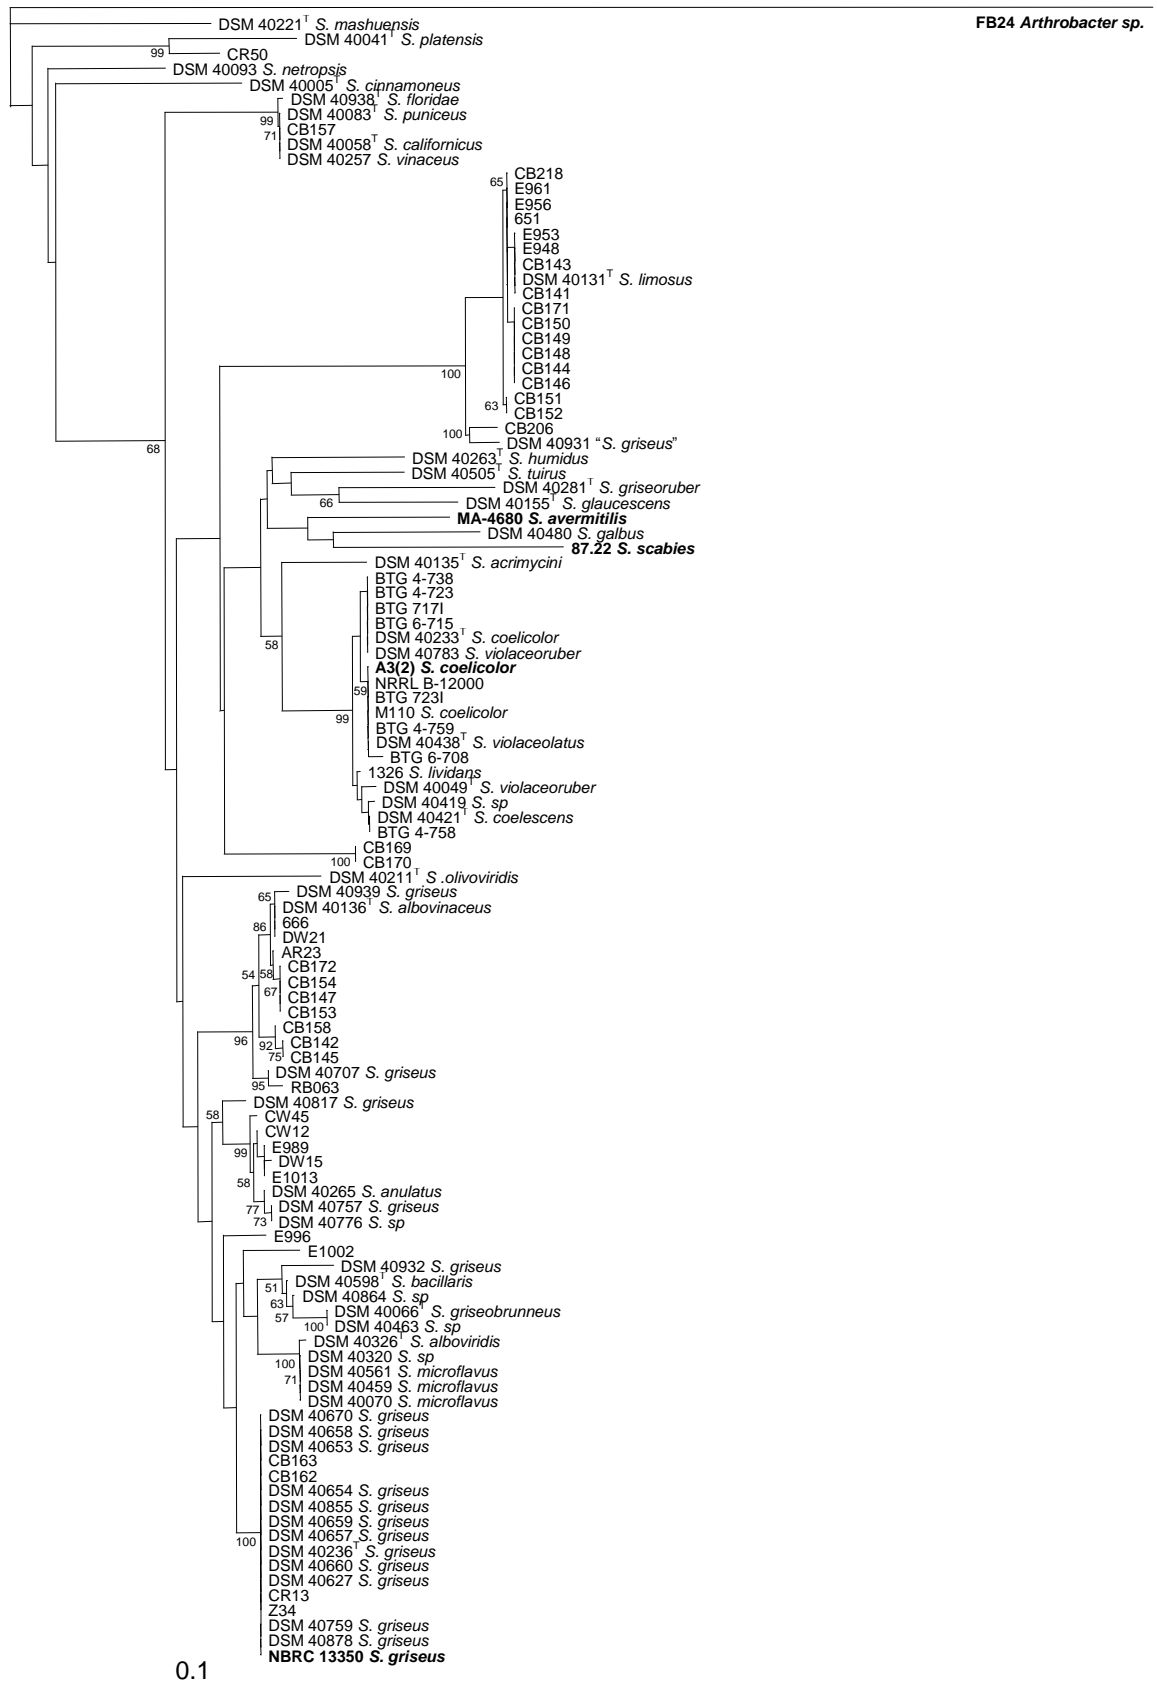 FB24 Arthrobacter sp.
DSM 40221T S. mashuensis
DSM 40041T S. platensis
99
CR50
DSM 40093 S. netropsis
DSM 40005T S. cinnamoneus
DSM 40938T S. floridae
DSM 40083T S. puniceus
99
CB157
71
DSM 40058T S. californicus
DSM 40257 S. vinaceus
CB218
65
E961
E956
651
E953
E948
CB143
DSM 40131T S. limosus
CB141
CB171
CB150
CB149
CB148
CB144
100
CB146
CB151
63
CB152
CB206
100
DSM 40931 “S. griseus”
68
DSM 40263T S. humidus
DSM 40505T S. tuirus
DSM 40281T S. griseoruber
66
DSM 40155T S. glaucescens
MA-4680 S. avermitilis
DSM 40480 S. galbus
87.22 S. scabies
DSM 40135T S. acrimycini
BTG 4-738
BTG 4-723
BTG 717I
BTG 6-715
DSM 40233T S. coelicolor
58
DSM 40783 S. violaceoruber
A3(2) S. coelicolor
NRRL B-12000
59
BTG 723I
M110 S. coelicolor
99
BTG 4-759
DSM 40438T S. violaceolatus
BTG 6-708
1326 S. lividans
DSM 40049T S. violaceoruber
DSM 40419 S. sp
DSM 40421T S. coelescens
BTG 4-758
CB169
100
CB170
DSM 40211T S .olivoviridis
DSM 40939 S. griseus
65
DSM 40136T S. albovinaceus
666
86
DW21
AR23
CB172
54
58
CB154
67
CB147
CB153
CB158
96
92
CB142
75
CB145
DSM 40707 S. griseus
95
RB063
DSM 40817 S. griseus
58
CW45
CW12
E989
99
DW15
E1013
58
DSM 40265 S. anulatus
77
DSM 40757 S. griseus
73
DSM 40776 S. sp
E996
E1002
DSM 40932 S. griseus
DSM 40598T S. bacillaris
51
DSM 40864 S. sp
63
DSM 40066T S. griseobrunneus
57
100
DSM 40463 S. sp
DSM 40326T S. alboviridis
DSM 40320 S. sp
100
DSM 40561 S. microflavus
71
DSM 40459 S. microflavus
DSM 40070 S. microflavus
DSM 40670 S. griseus
DSM 40658 S. griseus
DSM 40653 S. griseus
CB163
CB162
DSM 40654 S. griseus
DSM 40855 S. griseus
DSM 40659 S. griseus
DSM 40657 S. griseus
100
DSM 40236T S. griseus
DSM 40660 S. griseus
DSM 40627 S. griseus
CR13
Z34
DSM 40759 S. griseus
DSM 40878 S. griseus
NBRC 13350 S. griseus
0.1